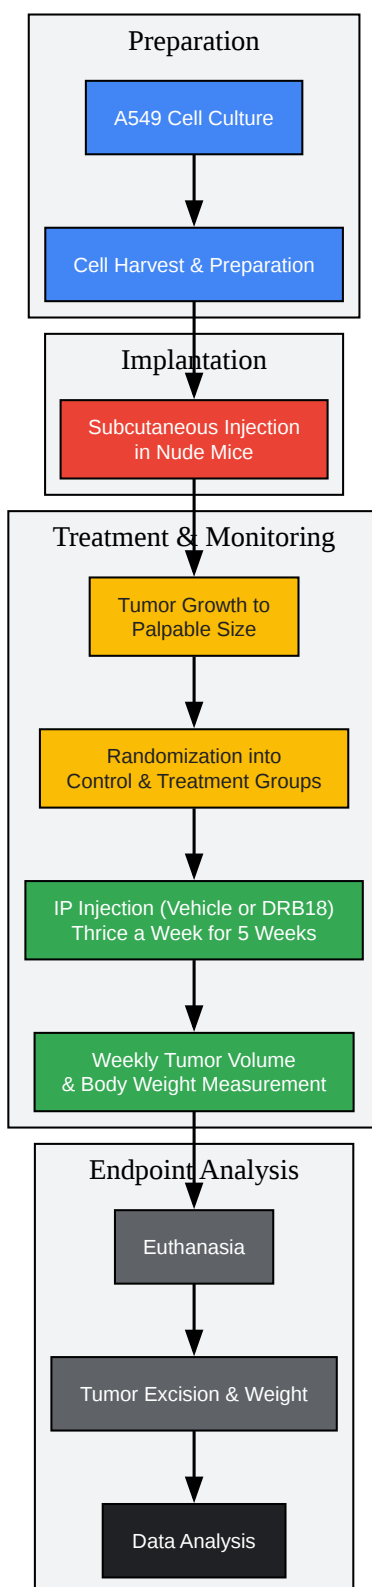 Preparation
A549 Cell Culture
Cell Harvest & Preparation
Implantation
Subcutaneous Injection
in Nude Mice
Treatment & Monitoring
Tumor Growth to
Palpable Size
Randomization into
Control & Treatment Groups
IP Injection (Vehicle or DRB18)
Thrice a Week for 5 Weeks
Weekly Tumor Volume
& Body Weight Measurement
Endpoint Analysis
Euthanasia
Tumor Excision & Weight
Data Analysis